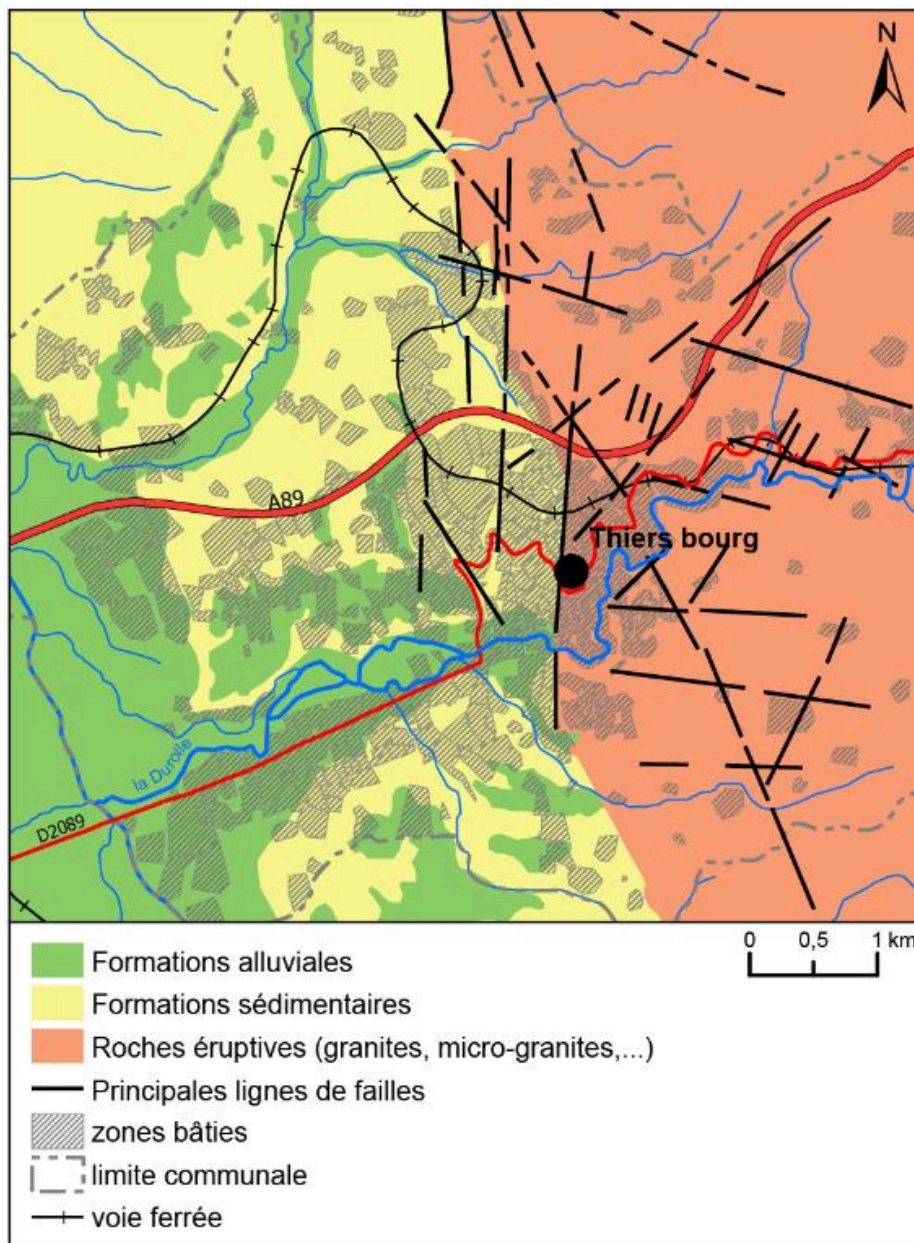 N
A89
Thiers bourg
la Durolle
D2089
0 0,5 1 km
Formations alluviales
Formations sédimentaires
Roches éruptives (granites, micro-granites,...)
Principales lignes de failles
zones bâties
limite communale
voie ferrée